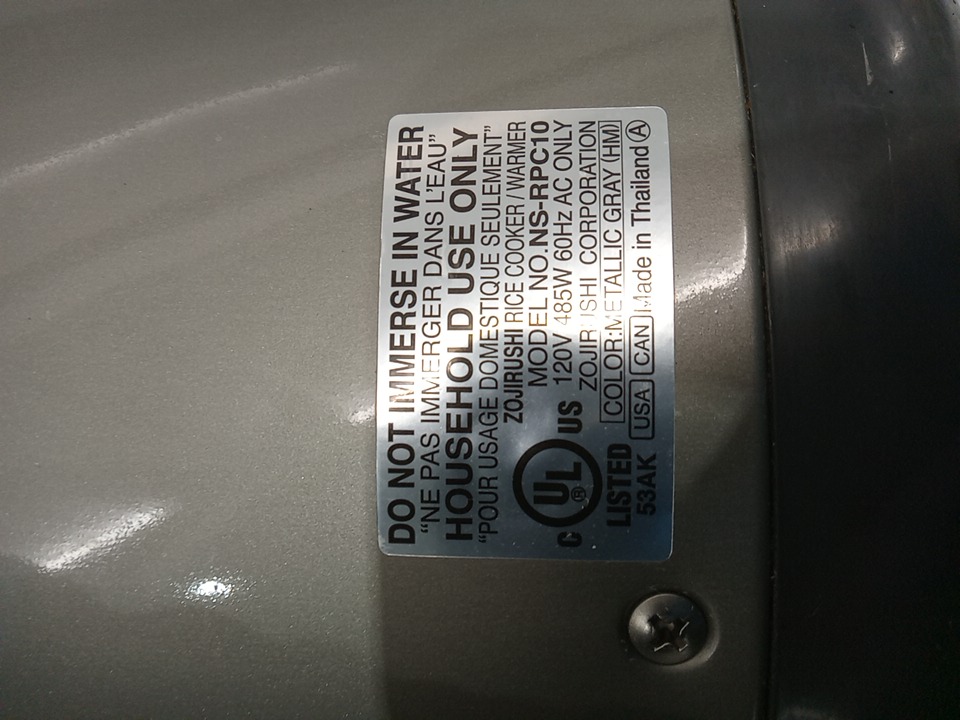 DO NOT IMMERSE IN WATER
"NE PAS IMMERGER DANS L'EAU"
HOUSEHOLD USE ONLY
"POUR USAGE DOMESTIQUE SEULEMENT"
ZOJIRUSHI RICE COOKER / WARMER
MODEL NO.NS-RPC10
120V 485W 60Hz AC ONLY
ZOJIRUSHI CORPORATION
COLOR:METALLIC GRAY (HM)
USA CAN Made in Thailand A
C UL ® US
LISTED
53AK